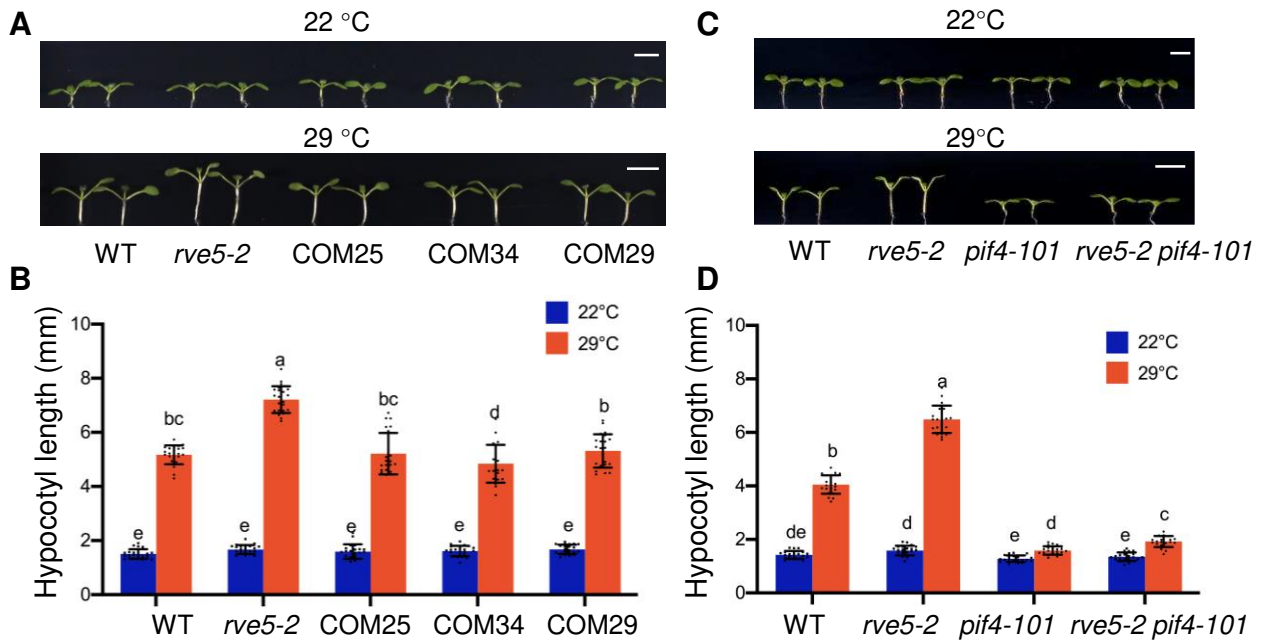 A
22 °C
29 °C
WT rve5-2 COM25 COM34 COM29
B
Hypocotyl length (mm)
10
8
6
4
2
0
22°C
29°C
e bc e a e bc e d e b
WT rve5-2 COM25 COM34 COM29
C
22°C
29°C
WT rve5-2 pif4-101 rve5-2 pif4-101
D
Hypocotyl length (mm)
10
8
6
4
2
0
22°C
29°C
de b d a e d e c
WT rve5-2 pif4-101 rve5-2 pif4-101